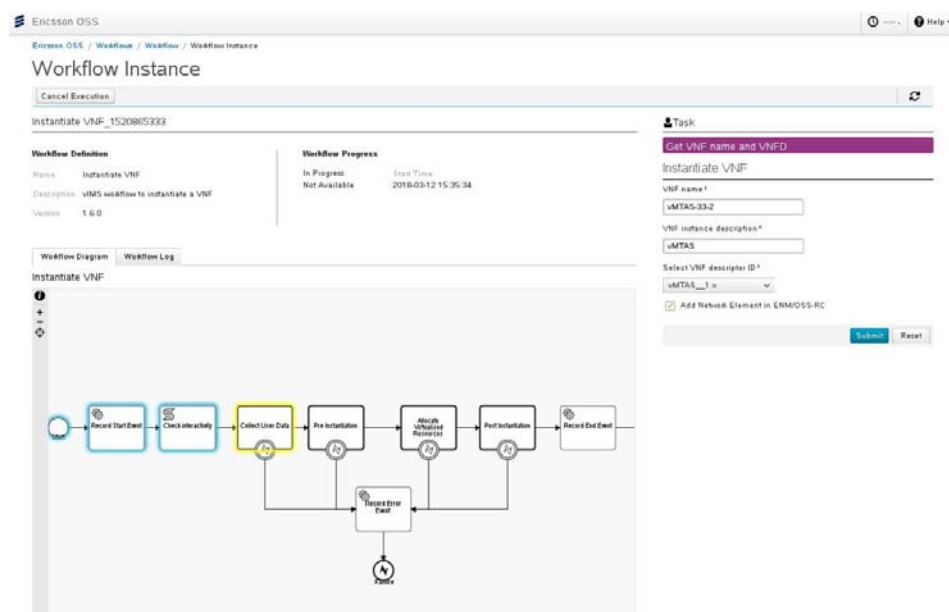 Ericsson OSS
Help
Ericsson OSS / Workflows / Workflow / Workflow Instance
Workflow Instance
Cancel Execution
Instantiate VNF_1520865333
Workflow Definition
Name Instantiate VNF
Description vIMS workflow to instantiate a VNF
Version 1.6.0
Workflow Progress
In Progress Start Time
Not Available 2018-03-12 15:35:34
Workflow Diagram Workflow Log
Instantiate VNF
Start
Record Start Event
Check interactivity
Collect User Data
Pre Instantiation
Allocate
Virtualized
Resources
Post Instantiation
Record End Event
Record Error
Event
Failure
Task
Get VNF name and VNFD
Instantiate VNF
VNF name*
vMTAS-33-2
VNF instance description*
vMTAS
Select VNF descriptor ID*
vMTAS__1.x
Add Network Element in ENM/OSS-RC
Submit Reset